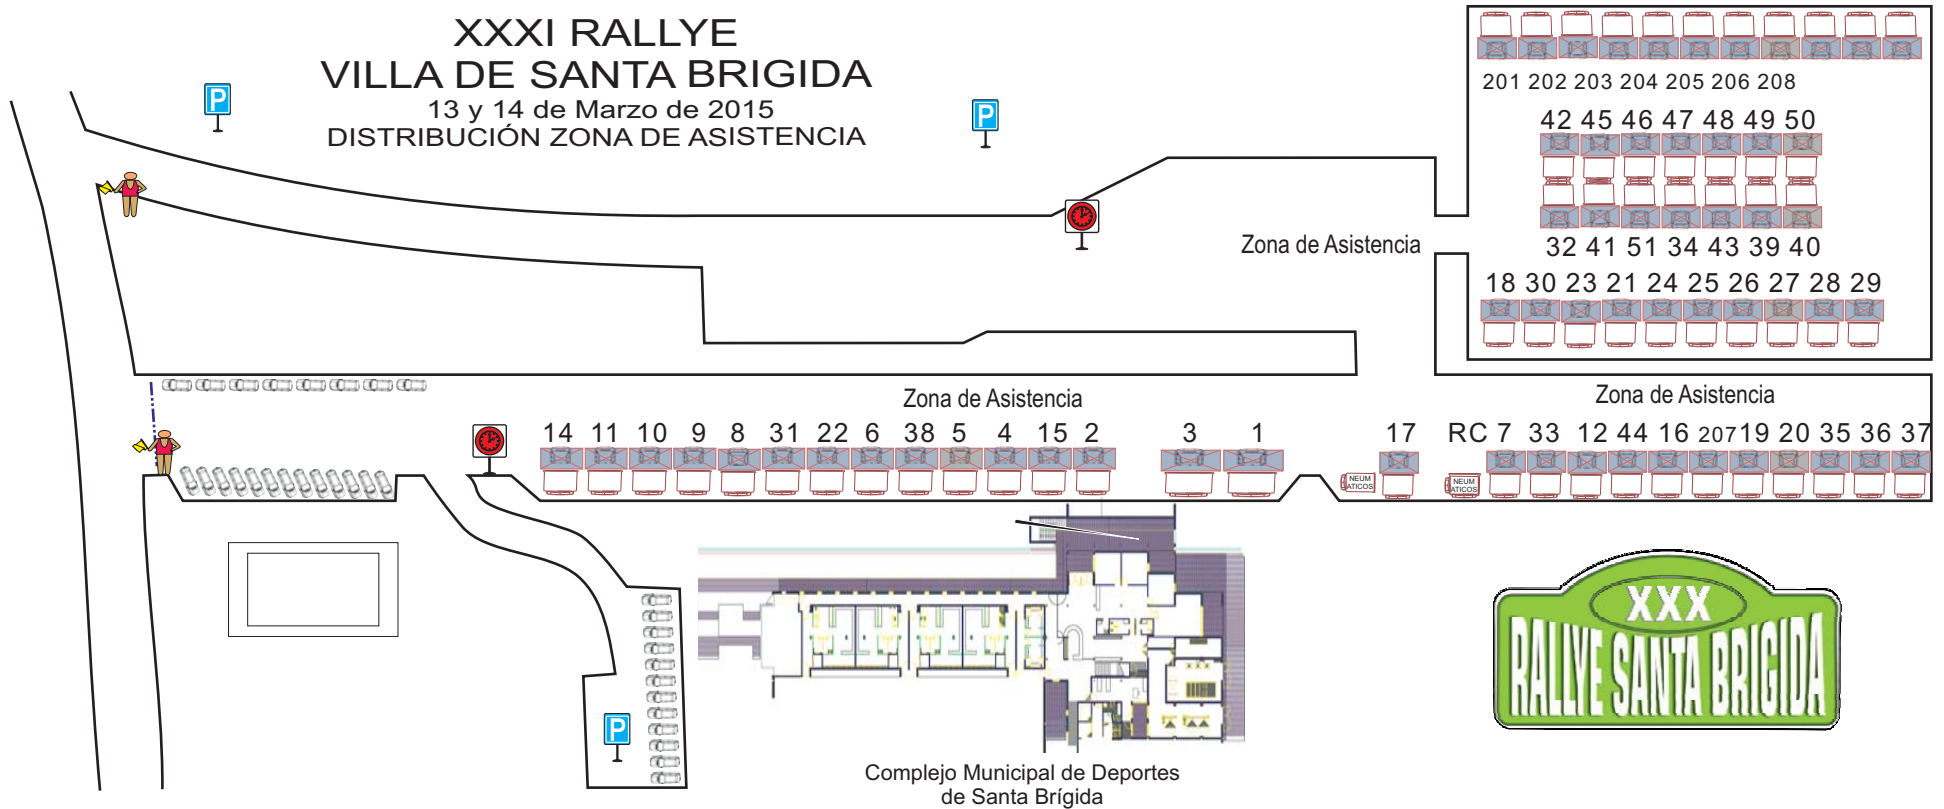 XXXI RALLYE
VILLA DE SANTA BRIGIDA
13 y 14 de Marzo de 2015
DISTRIBUCIÓN ZONA DE ASISTENCIA
P
P
201 202 203 204 205 206 208
42 45 46 47 48 49 50
Zona de Asistencia
32 41 51 34 43 39 40
18 30 23 21 24 25 26 27 28 29
Zona de Asistencia
Zona de Asistencia
14 11 10 9 8 31 22 6 38 5 4 15 2 3 1 17 RC 7 33 12 44 16 207 19 20 35 36 37
NEUM
ATICOS
NEUM
ATICOS
XXX
RALLYE SANTA BRIGIDA
P
Complejo Municipal de Deportes
de Santa Brígida